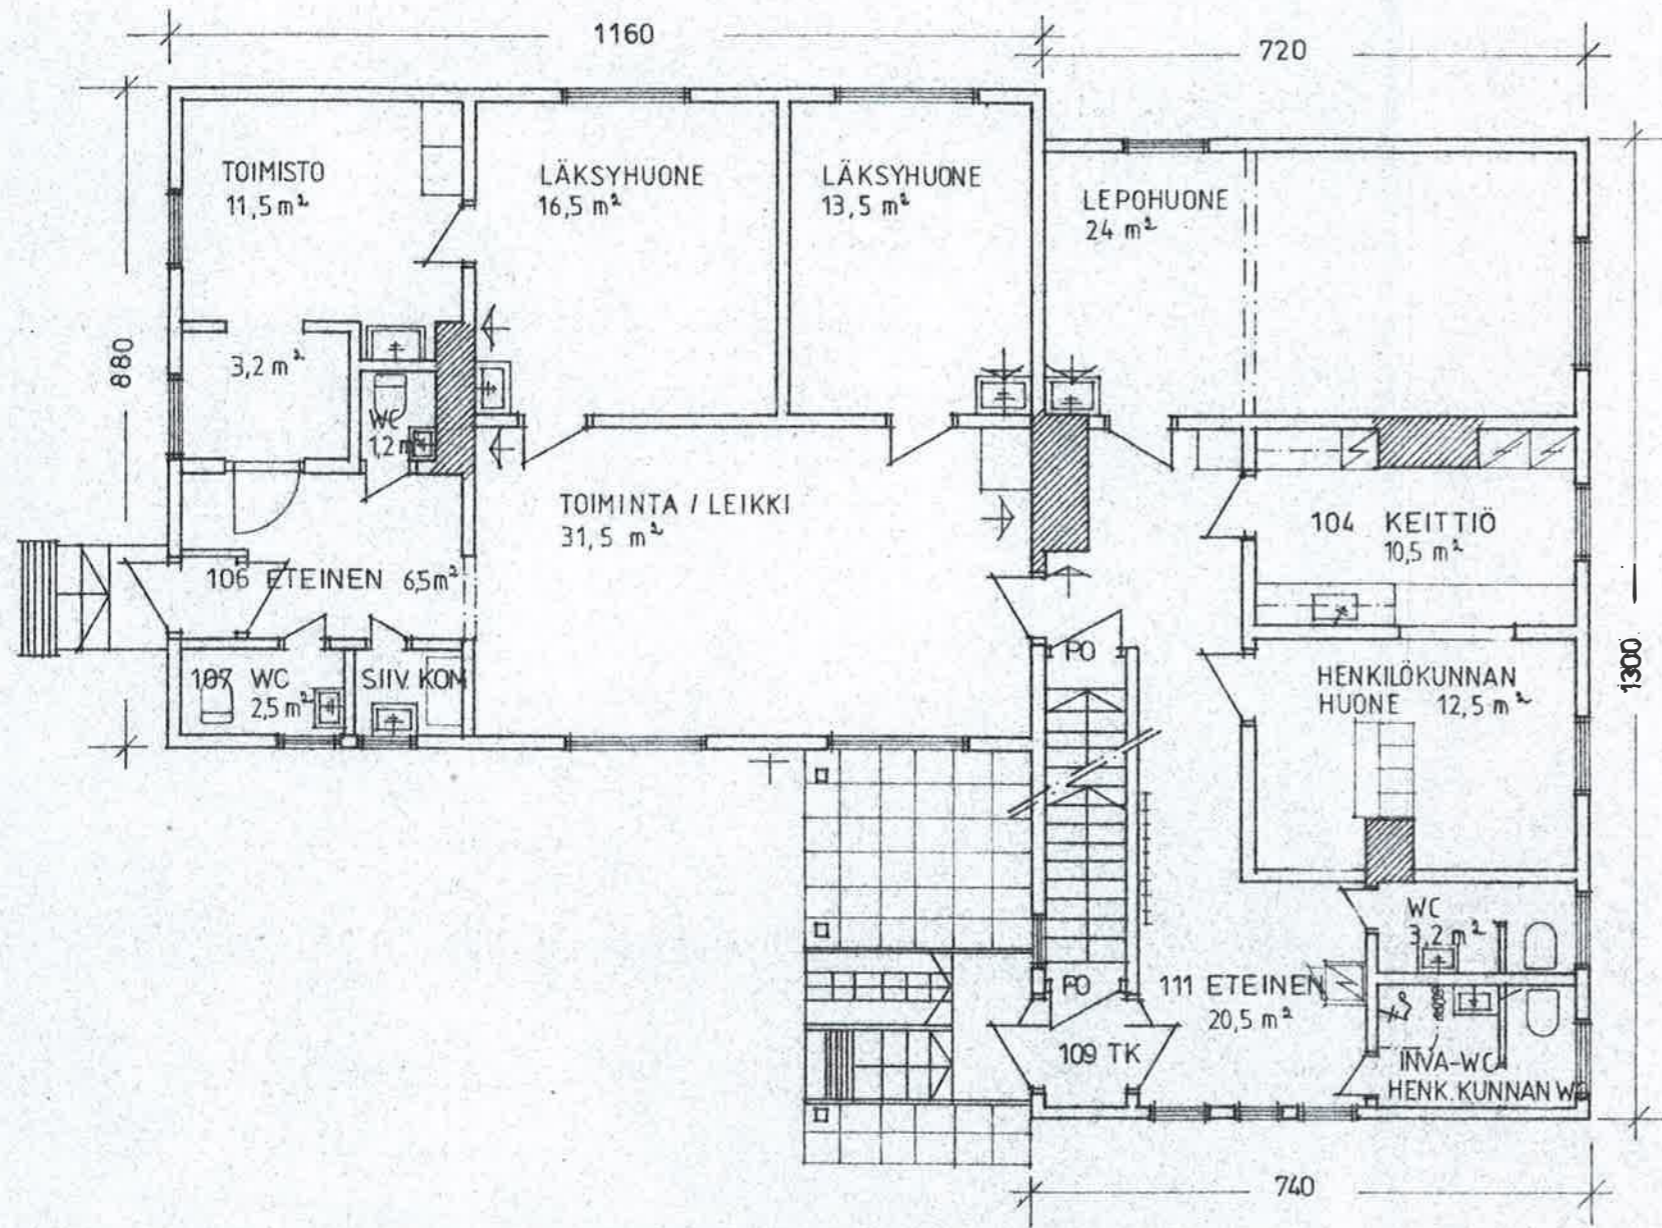 1160
720
TOIMISTO
11,5 m²
LÄKSYHUONE
16,5 m²
LÄKSYHUONE
13,5 m²
LEPOHUONE
24 m²
880
3,2 m²
WC
1,2 m
TOIMINTA / LEIKKI
31,5 m²
104 KEITTIÖ
10,5 m²
106 ETEINEN 6,5 m²
107 WC
2,5 m²
SIIV. KOM
PO
HENKILÖKUNNAN
HUONE 12,5 m²
1300
WC
3,2 m²
PO
111 ETEINEN
20,5 m²
109 TK
INVA-WC
HENK.KUNNAN W
740